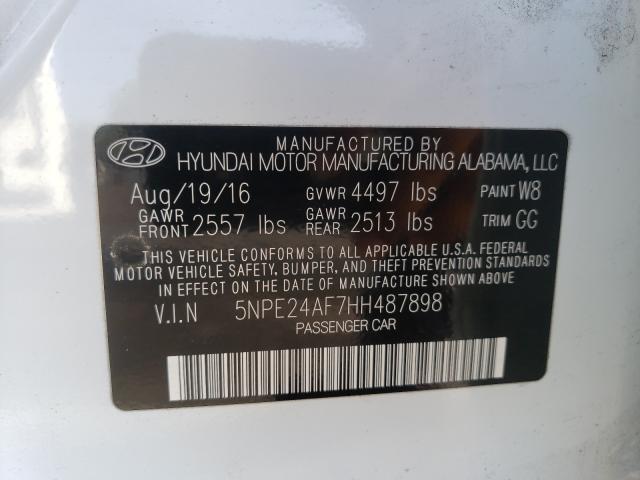 MANUFACTURED BY
HYUNDAI MOTOR MANUFACTURING ALABAMA, LLC
Aug/19/16 GVWR 4497 lbs PAINT W8
GAWR FRONT 2557 lbs GAWR REAR 2513 lbs TRIM GG
THIS VEHICLE CONFORMS TO ALL APPLICABLE U.S.A. FEDERAL
MOTOR VEHICLE SAFETY, BUMPER, AND THEFT PREVENTION STANDARDS
IN EFFECT ON THE DATE OF MANUFACTURE SHOWN ABOVE.
V.I.N 5NPE24AF7HH487898
PASSENGER CAR